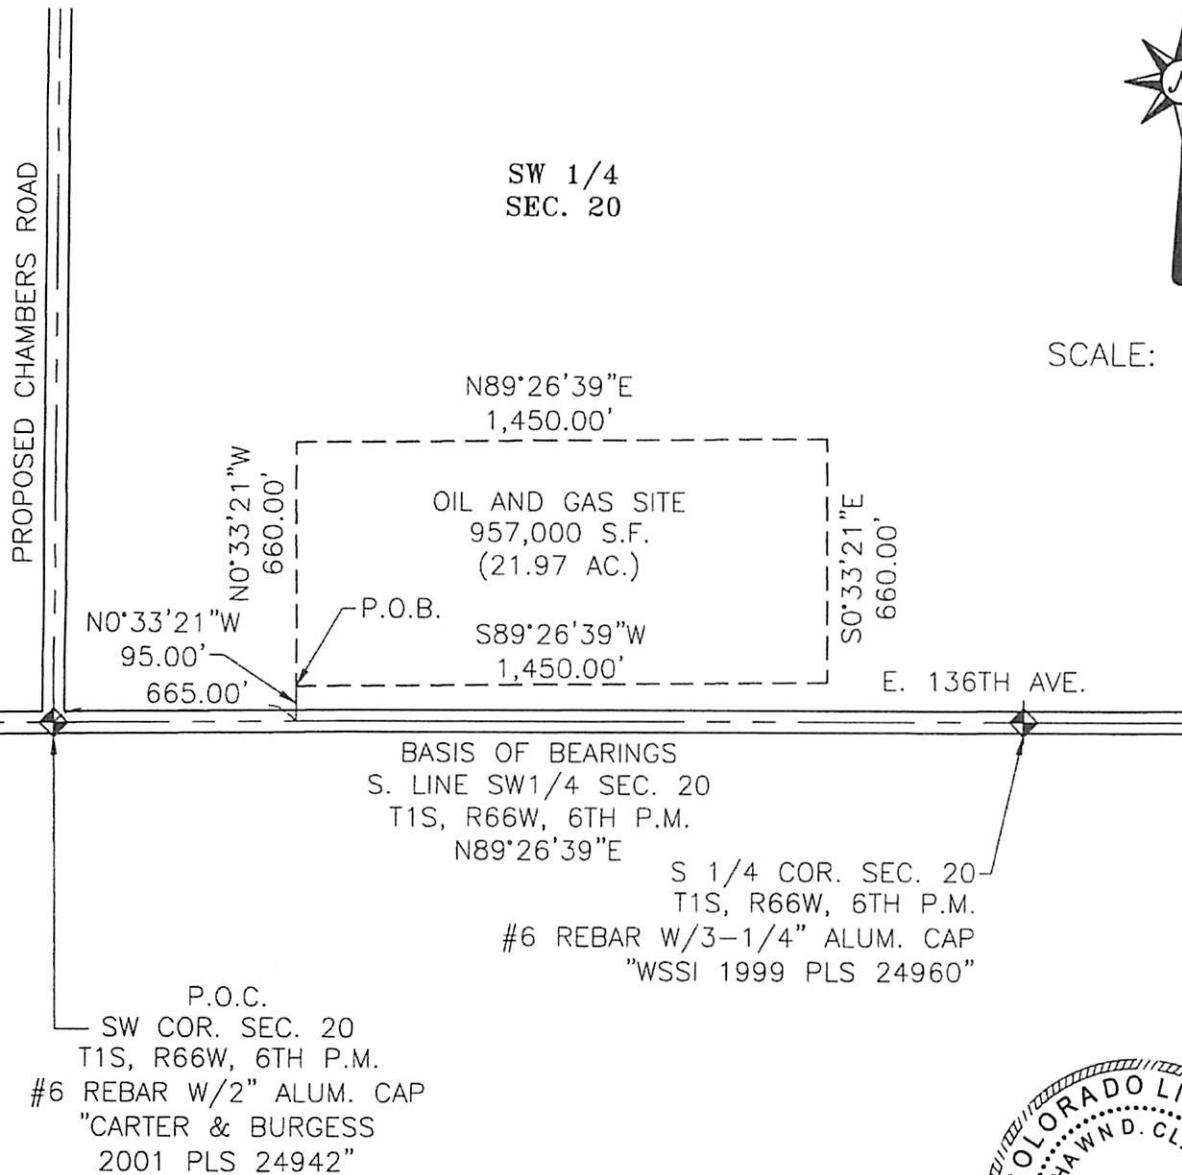 PROPOSED CHAMBERS ROAD
SW 1/4
SEC. 20
SCALE:
N89°26'39"E
1,450.00'
N0°33'21"W
660.00'
OIL AND GAS SITE
957,000 S.F.
(21.97 AC.)
S0°33'21"E
660.00'
P.O.B.
N0°33'21"W
95.00'
665.00'
S89°26'39"W
1,450.00'
E. 136TH AVE.
BASIS OF BEARINGS
S. LINE SW1/4 SEC. 20
T1S, R66W, 6TH P.M.
N89°26'39"E
S 1/4 COR. SEC. 20
T1S, R66W, 6TH P.M.
#6 REBAR W/3-1/4" ALUM. CAP
"WSSI 1999 PLS 24960"
P.O.C.
SW COR. SEC. 20
T1S, R66W, 6TH P.M.
#6 REBAR W/2" ALUM. CAP
"CARTER & BURGESS
2001 PLS 24942"
COLORADO LI
HAWN D. CL